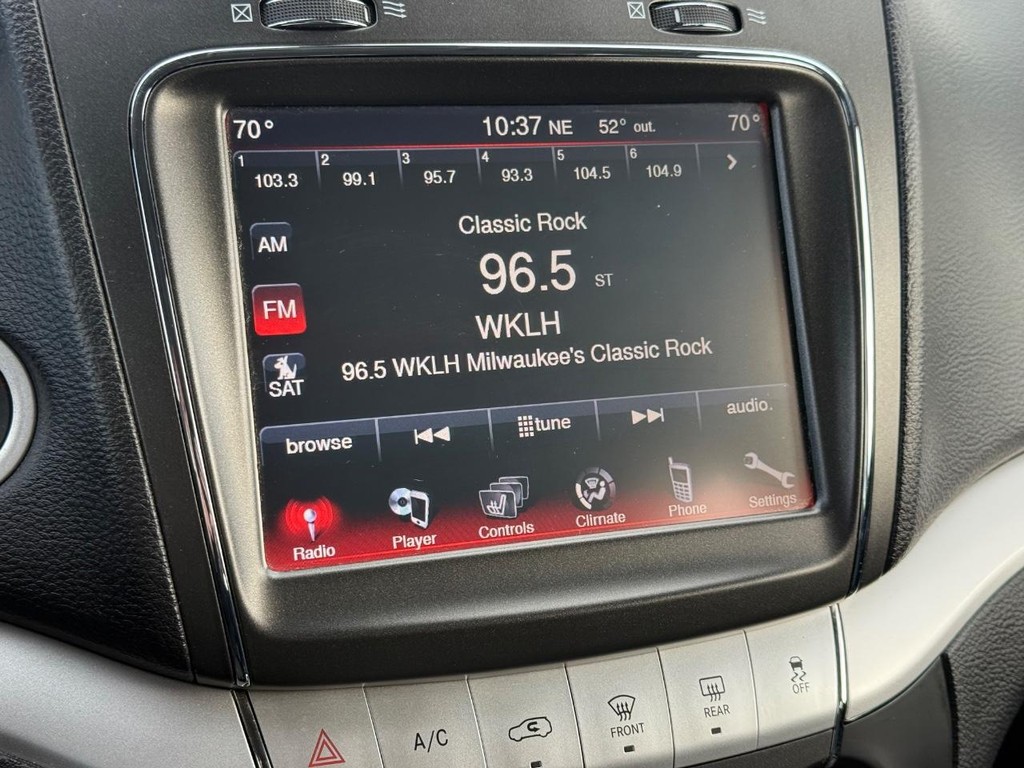 70° 10:37 NE 52° out. 70°
1 2 3 4 5 6
103.3 99.1 95.7 93.3 104.5 104.9
Classic Rock
AM
96.5 ST
FM
WKLH
96.5 WKLH Milwaukee's Classic Rock
SAT
browse tune audio.
Radio Player Controls Climate Phone Settings
A/C FRONT REAR OFF